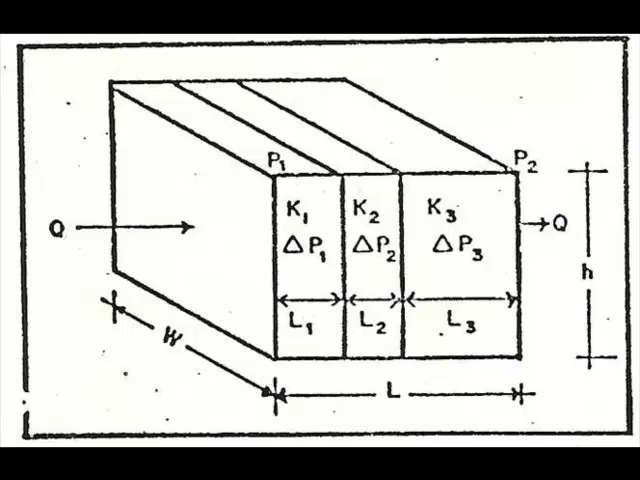 P1 P2
K1 K2 K3
Q Q
ΔP1 ΔP2 ΔP3
h
L1 L2 L3
W
L